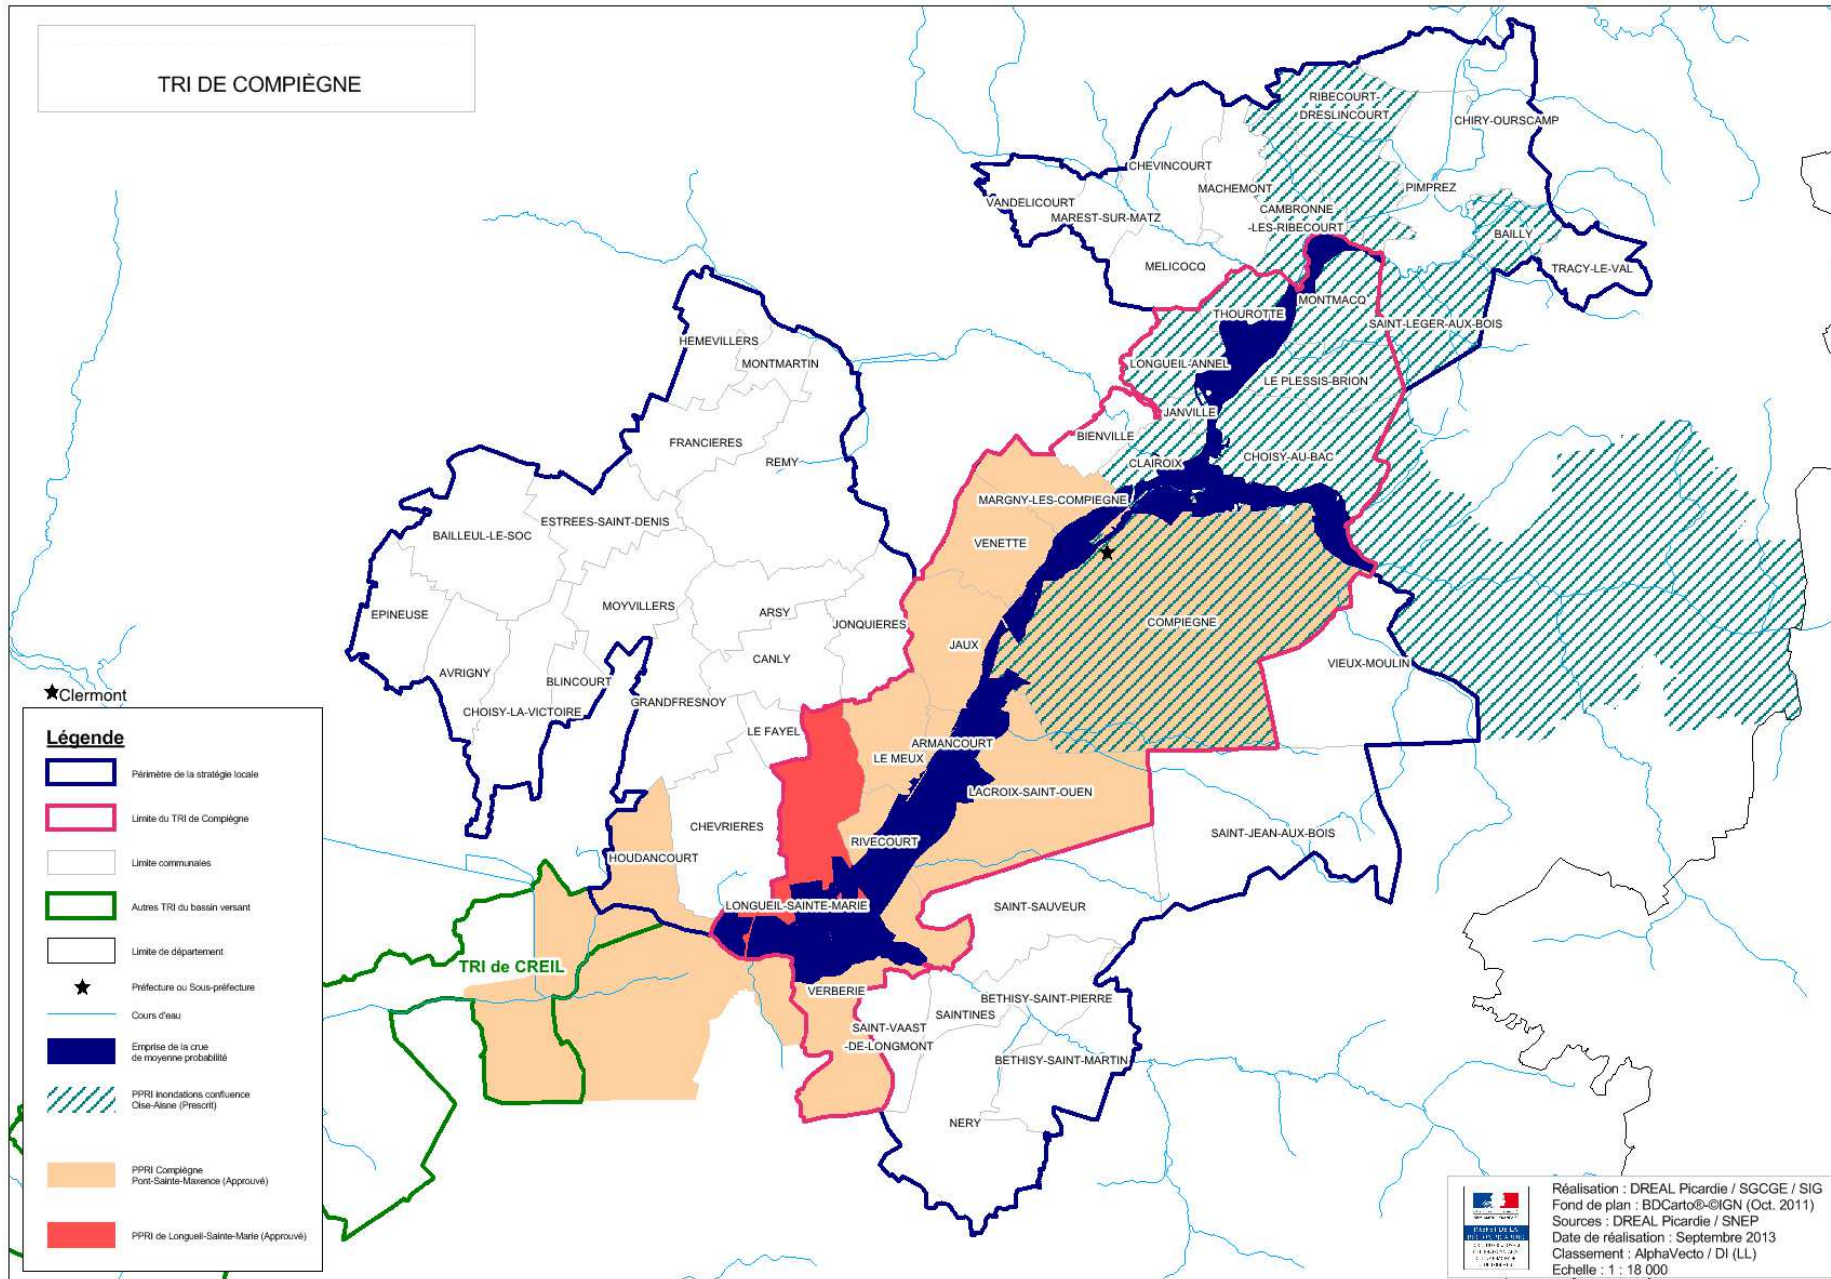 TRI DE COMPIÈGNE
RIBECOURT-
DRESLINCOURT
CHIRY-OURSCAMP
CHEVINCOURT
MACHEMONT
PIMPREZ
VANDELICOURT
MAREST-SUR-MATZ
CAMBRONNE
-LES-RIBECOURT
BAILLY
MELICOCQ
TRACY-LE-VAL
MONTMACQ
THOUROTTE
SAINT-LEGER-AUX-BOIS
HEMEVILLERS
MONTMARTIN
LONGUEIL-ANNEL
LE PLESSIS-BRION
JANVILLE
BIENVILLE
FRANCIERES
REMY
CLAIROIX
CHOISY-AU-BAC
MARGNY-LES-COMPIEGNE
ESTREES-SAINT-DENIS
BAILLEUL-LE-SOC
VENETTE
MOYVILLERS
ARSY
EPINEUSE
JONQUIERES
COMPIEGNE
JAUX
CANLY
VIEUX-MOULIN
AVRIGNY
BLINCOURT
GRANDFRESNOY
CHOISY-LA-VICTOIRE
LE FAYEL
ARMANCOURT
LE MEUX
LACROIX-SAINT-OUEN
CHEVRIERES
RIVECOURT
SAINT-JEAN-AUX-BOIS
HOUDANCOURT
LONGUEIL-SAINTE-MARIE
SAINT-SAUVEUR
TRI de CREIL
VERBERIE
BETHISY-SAINT-PIERRE
SAINTINES
SAINT-VAAST
-DE-LONGMONT
BETHISY-SAINT-MARTIN
NERY
Clermont
Légende
Périmètre de la stratégie locale
Limite du TRI de Compiègne
Limite communales
Autres TRI du bassin versant
Limite de département
Préfecture ou Sous-préfecture
Cours d'eau
Emprise de la crue
de moyenne probabilité
PPRI inondations confluence
Oise-Aisne (Prescrit)
PPRI Compiègne
Pont-Sainte-Maxence (Approuvé)
PPRI de Longueil-Sainte-Marie (Approuvé)
Réalisation : DREAL Picardie / SGCGE / SIG
Fond de plan : BDCarto®-©IGN (Oct. 2011)
Sources : DREAL Picardie / SNEP
Date de réalisation : Septembre 2013
Classement : AlphaVecto / DI (LL)
Echelle : 1 : 18 000